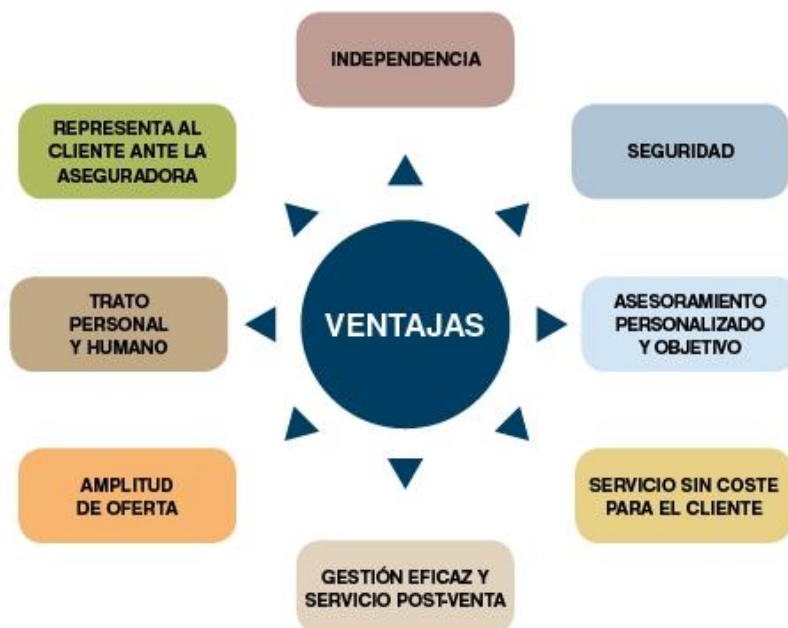 INDEPENDENCIA
REPRESENTA AL
CLIENTE ANTE LA
ASEGURADORA
SEGURIDAD
TRATO
PERSONAL
Y HUMANO
VENTAJAS
ASESORAMIENTO
PERSONALIZADO
Y OBJETIVO
AMPLITUD
DE OFERTA
SERVICIO SIN COSTE
PARA EL CLIENTE
GESTIÓN EFICAZ Y
SERVICIO POST-VENTA